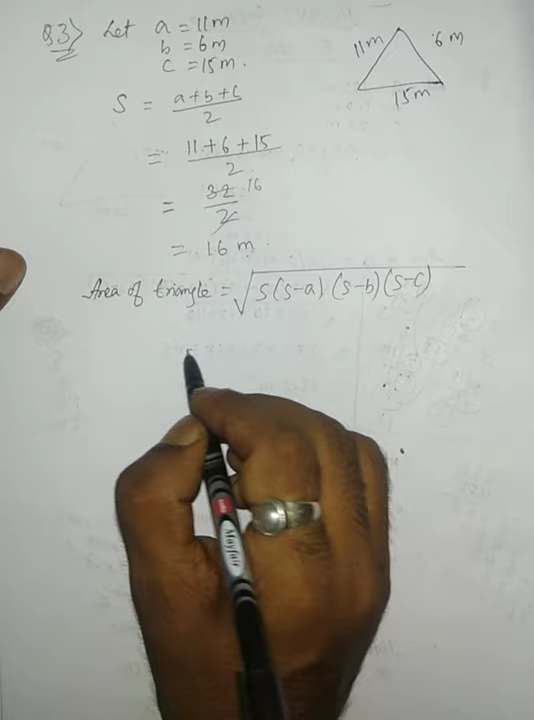 Q3) Let a = 11m
b = 6m
c = 15m.
11m
6m
15m
S = a+b+c / 2
= 11+6+15 / 2
= 32 16 / 2
= 16 m.
Area of triangle = √S(S-a)(S-b)(S-c)
Mayfair